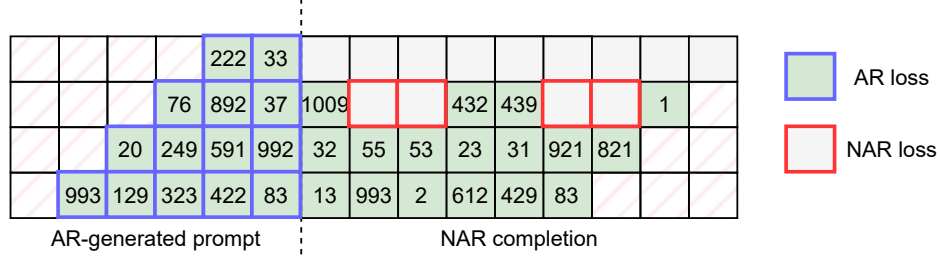 222 33
76 892 37 1009 432 439 1
20 249 591 992 32 55 53 23 31 921 821
993 129 323 422 83 13 993 2 612 429 83
AR-generated prompt
NAR completion
AR loss
NAR loss